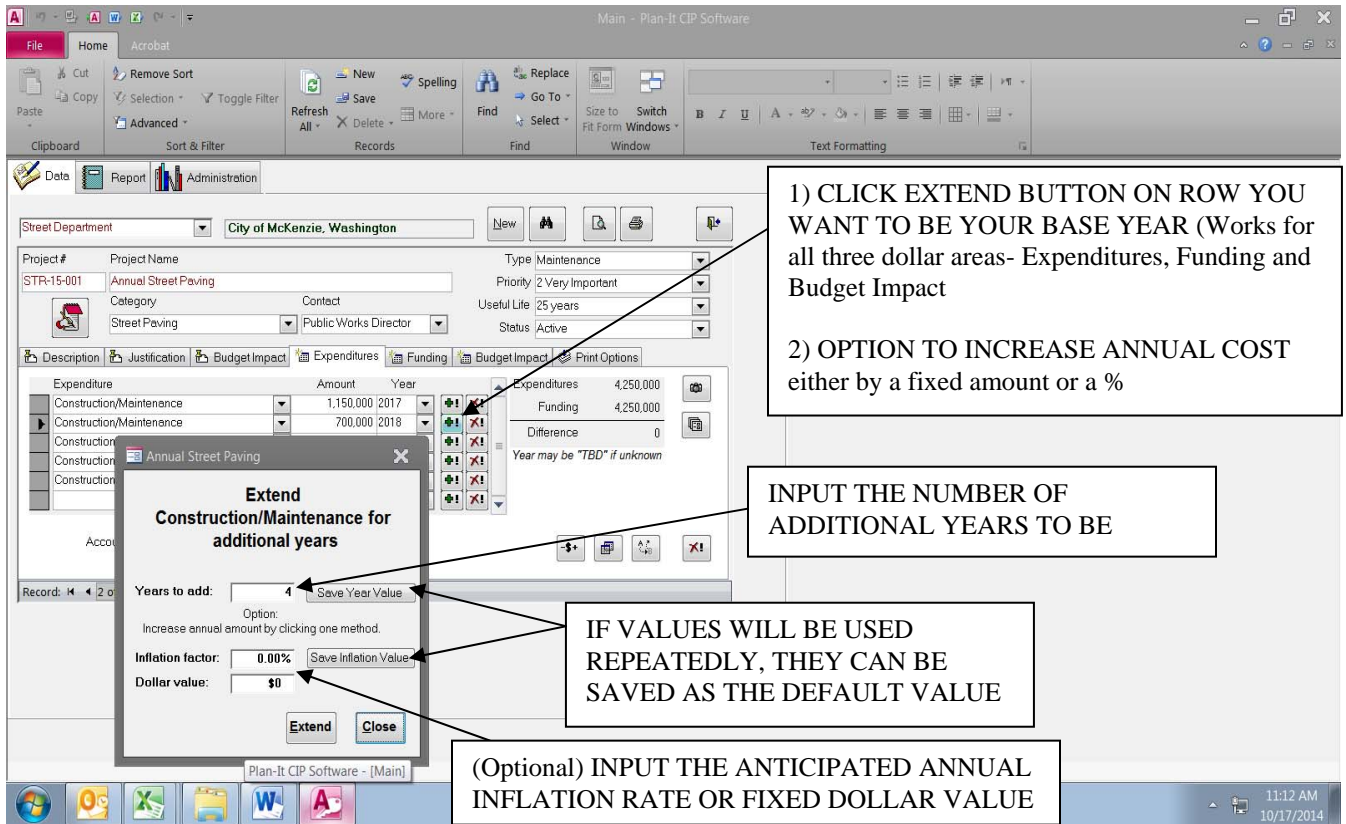 Main - Plan-It CIP Software
File Home Acrobat
Cut
Copy
Paste
Clipboard
Remove Sort
Selection
Toggle Filter
Advanced
Sort & Filter
Refresh All
New
Save
Delete
Spelling
More
Records
Find
Replace
Go To
Select
Find
Size to Fit Form
Switch Windows
Window
B I U A
Text Formatting
Data Report Administration
Street Department
City of McKenzie, Washington
New
Project # Project Name
STR-15-001 Annual Street Paving
Category Contact
Street Paving Public Works Director
Type Maintenance
Priority 2 Very Important
Useful Life 25 years
Status Active
Description Justification Budget Impact Expenditures Funding Budget Impact Print Options
Expenditure Amount Year
Construction/Maintenance 1,150,000 2017
Construction/Maintenance 700,000 2018
Construction
Construction
Construction
Expenditures 4,250,000
Funding 4,250,000
Difference 0
Year may be "TBD" if unknown
Accou
-$+
Record: 2 o
Annual Street Paving
Extend
Construction/Maintenance for
additional years
Years to add: 4 Save Year Value
Option:
Increase annual amount by clicking one method.
Inflation factor: 0.00% Save Inflation Value
Dollar value: $0
Extend Close
Plan-It CIP Software - [Main]
1) CLICK EXTEND BUTTON ON ROW YOU
WANT TO BE YOUR BASE YEAR (Works for
all three dollar areas- Expenditures, Funding and
Budget Impact
2) OPTION TO INCREASE ANNUAL COST
either by a fixed amount or a %
INPUT THE NUMBER OF
ADDITIONAL YEARS TO BE
IF VALUES WILL BE USED
REPEATEDLY, THEY CAN BE
SAVED AS THE DEFAULT VALUE
(Optional) INPUT THE ANTICIPATED ANNUAL
INFLATION RATE OR FIXED DOLLAR VALUE
11:12 AM
10/17/2014